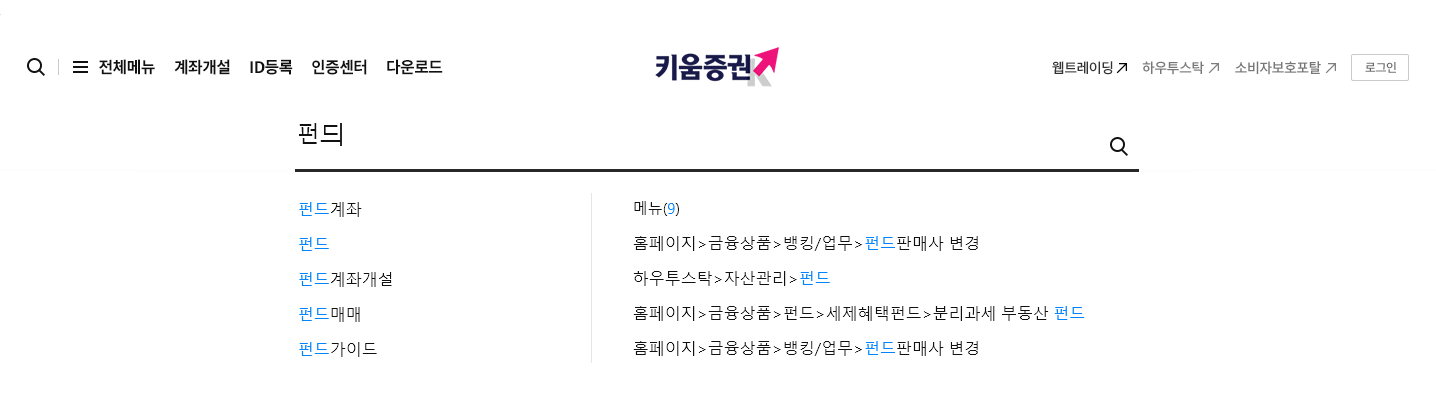 전체메뉴 계좌개설 ID등록 인증센터 다운로드 키움증권 웹트레이딩 하우투스탁 소비자보호포탈 로그인
펀드
펀드계좌
펀드
펀드계좌개설
펀드매매
펀드가이드
메뉴(9)
홈페이지>금융상품>뱅킹/업무>펀드판매사 변경
하우투스탁>자산관리>펀드
홈페이지>금융상품>펀드>세제혜택펀드>분리과세 부동산 펀드
홈페이지>금융상품>뱅킹/업무>펀드판매사 변경